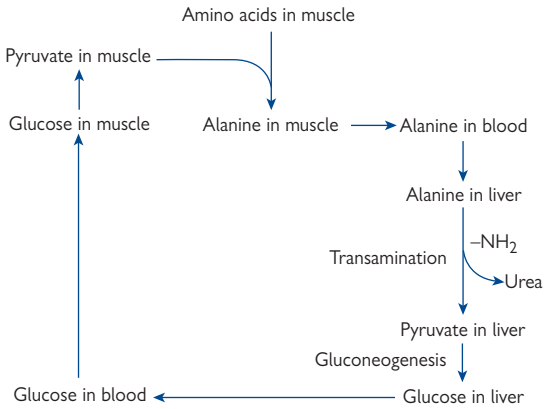 Amino acids in muscle
Pyruvate in muscle
Glucose in muscle
Alanine in muscle
Alanine in blood
Alanine in liver
–NH2
Transamination
Urea
Pyruvate in liver
Gluconeogenesis
Glucose in blood
Glucose in liver